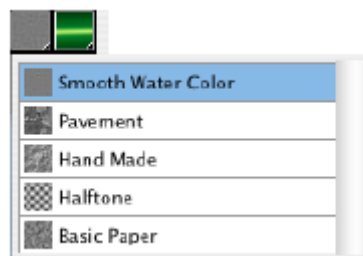 Smooth Water Color
Pavement
Hand Made
Halftone
Basic Paper